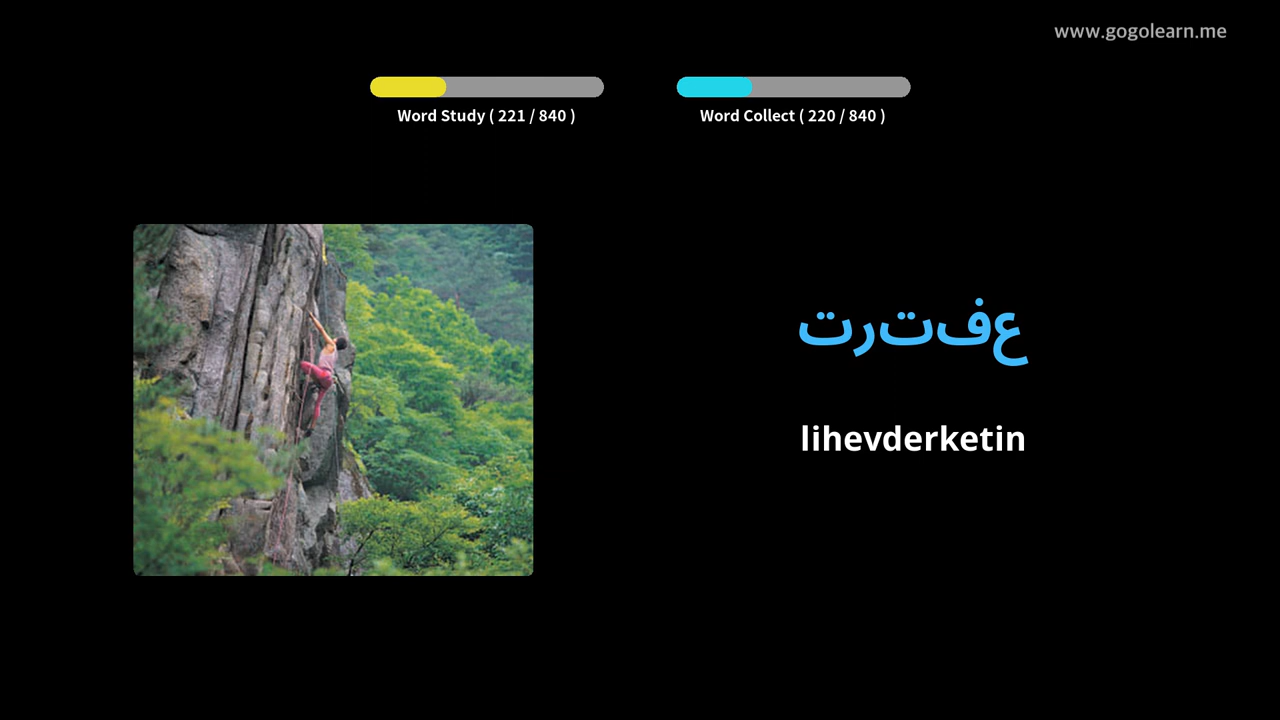 www.gogolearn.me
Word Study ( 221 / 840 )
Word Collect ( 220 / 840 )
ترتفع
lihevderketin